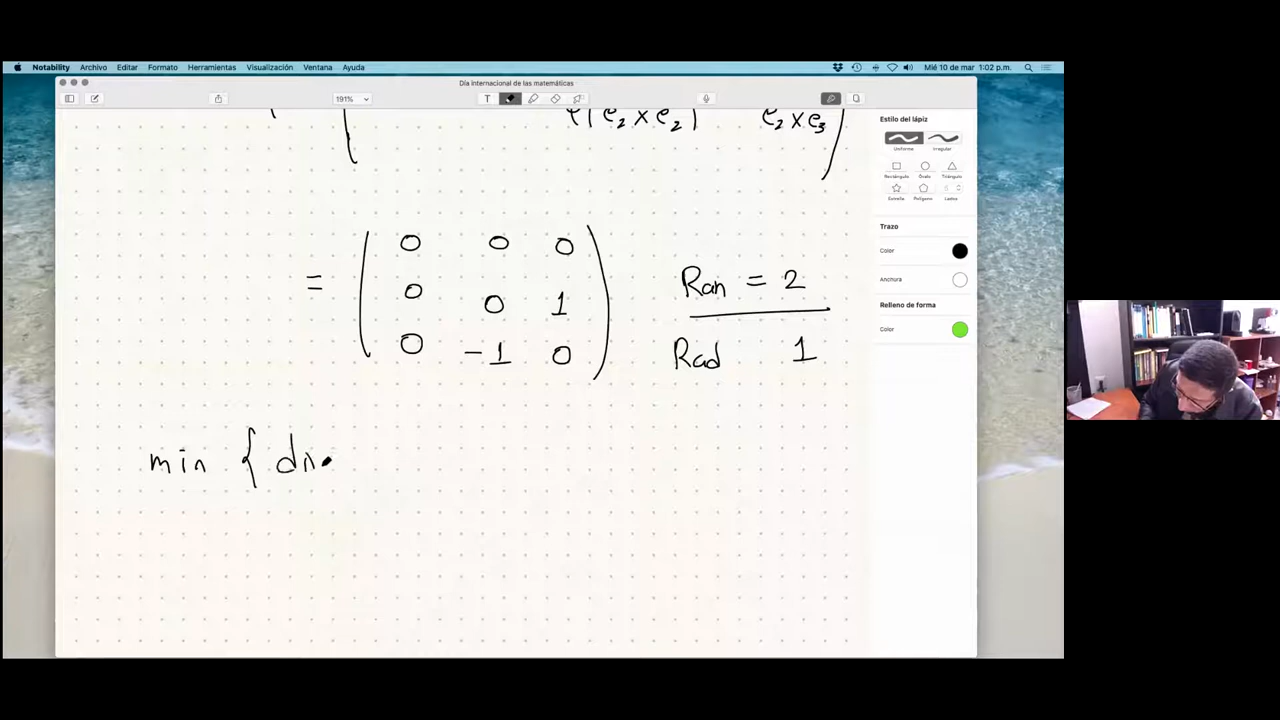 Notability Archivo Editar Formato Herramientas Visualización Ventana Ayuda Mié 10 de mar 1:02 p.m.
Día internacional de las matemáticas
191%
T
Estilo del lápiz
Uniforme Irregular
Rectángulo Óvalo Triángulo
Estrella Polígono Lados
Trazo
Color
Anchura
Relleno de forma
Color
e(e₂ × e₂) e₂ × e₃
= ( 0 0 0
0 0 1
0 -1 0 )
Ran = 2
Rad 1
min { dn